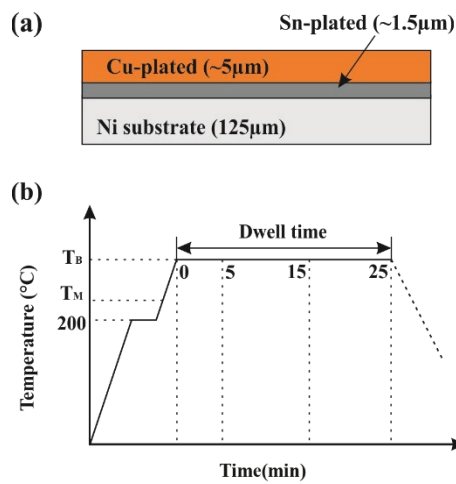 (a)
Sn-plated (~1.5μm)
Cu-plated (~5μm)
Ni substrate (125μm)
(b)
Temperature (°C)
Dwell time
TB
0 5 15 25
TM
200
Time(min)